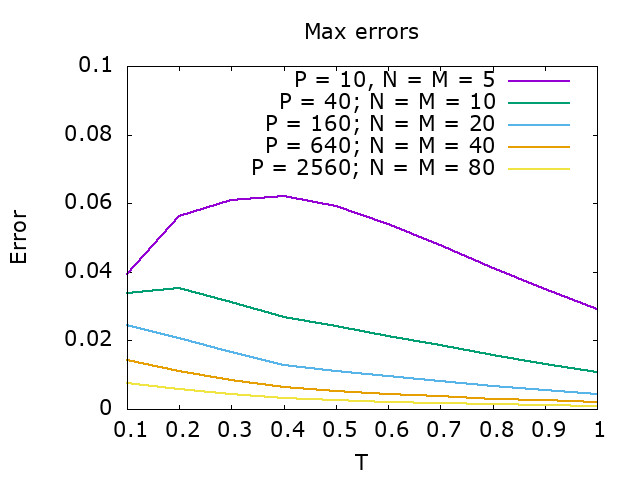 Max errors
0.1
0.08
0.06
0.04
0.02
0
Error
P = 10, N = M = 5
P = 40; N = M = 10
P = 160; N = M = 20
P = 640; N = M = 40
P = 2560; N = M = 80
0.1 0.2 0.3 0.4 0.5 0.6 0.7 0.8 0.9 1
T